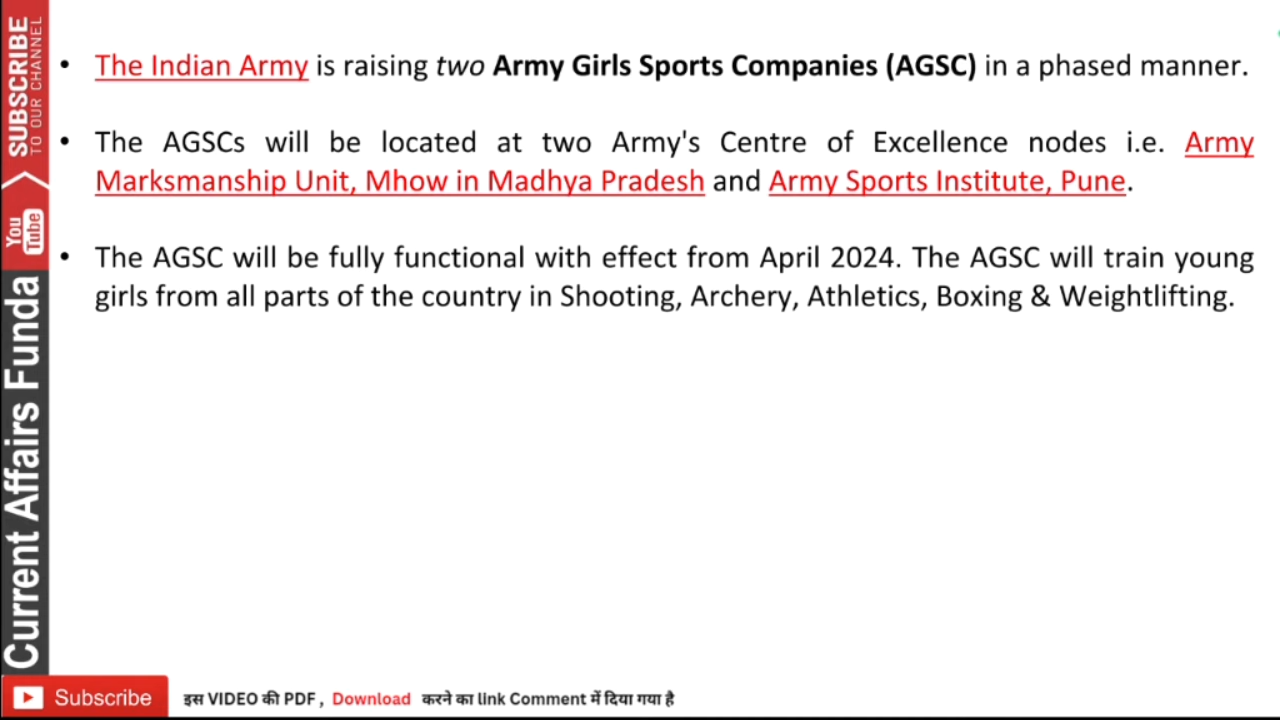 • The Indian Army is raising two Army Girls Sports Companies (AGSC) in a phased manner.
• The AGSCs will be located at two Army's Centre of Excellence nodes i.e. Army
Marksmanship Unit, Mhow in Madhya Pradesh and Army Sports Institute, Pune.
• The AGSC will be fully functional with effect from April 2024. The AGSC will train young
girls from all parts of the country in Shooting, Archery, Athletics, Boxing & Weightlifting.
SUBSCRIBE
TO OUR CHANNEL
You
Tube
Current Affairs Funda
Subscribe
इस VIDEO की PDF , Download करने का link Comment में दिया गया है